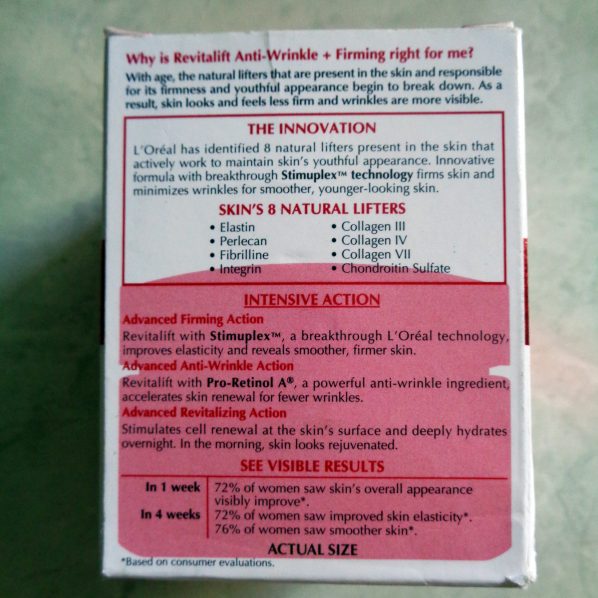 Why is Revitalift Anti-Wrinkle + Firming right for me?
With age, the natural lifters that are present in the skin and responsible
for its firmness and youthful appearance begin to break down. As a
result, skin looks and feels less firm and wrinkles are more visible.
THE INNOVATION
L'Oréal has identified 8 natural lifters present in the skin that
actively work to maintain skin's youthful appearance. Innovative
formula with breakthrough Stimuplex™ technology firms skin and
minimizes wrinkles for smoother, younger-looking skin.
SKIN'S 8 NATURAL LIFTERS
• Elastin • Collagen III
• Perlecan • Collagen IV
• Fibrilline • Collagen VII
• Integrin • Chondroitin Sulfate
INTENSIVE ACTION
Advanced Firming Action
Revitalift with Stimuplex™, a breakthrough L'Oréal technology,
improves elasticity and reveals smoother, firmer skin.
Advanced Anti-Wrinkle Action
Revitalift with Pro-Retinol A®, a powerful anti-wrinkle ingredient,
accelerates skin renewal for fewer wrinkles.
Advanced Revitalizing Action
Stimulates cell renewal at the skin's surface and deeply hydrates
overnight. In the morning, skin looks rejuvenated.
SEE VISIBLE RESULTS
In 1 week 72% of women saw skin's overall appearance
visibly improve*.
In 4 weeks 72% of women saw improved skin elasticity*.
76% of women saw smoother skin*.
ACTUAL SIZE
*Based on consumer evaluations.